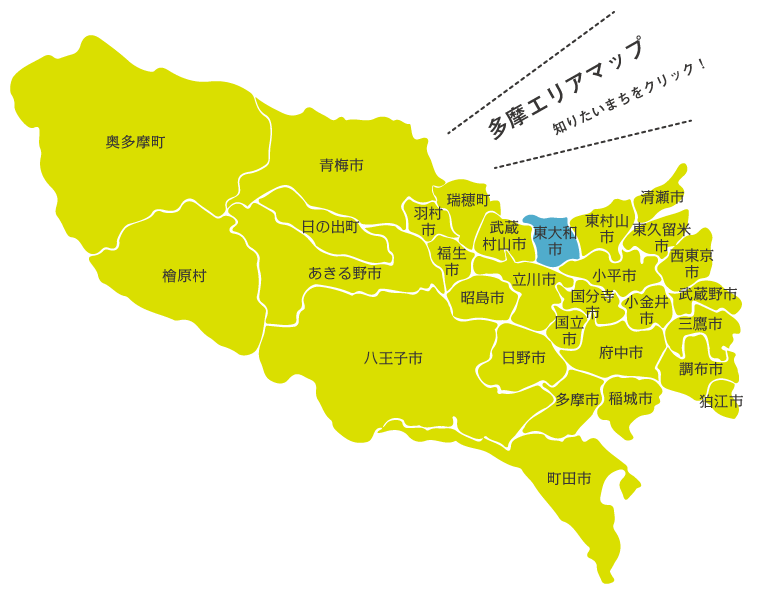 多摩エリアマップ
知りたいまちをクリック！
奥多摩町
青梅市
瑞穂町
清瀬市
羽村
市
武蔵
村山市
東大和
市
東村山
市
東久留米
市
日の出町
福生
市
西東京
市
檜原村
あきる野市
立川市
小平市
昭島市
国分寺
市
小金井
市
武蔵野市
国立
市
三鷹市
八王子市
日野市
府中市
調布市
多摩市
稲城市
狛江市
町田市